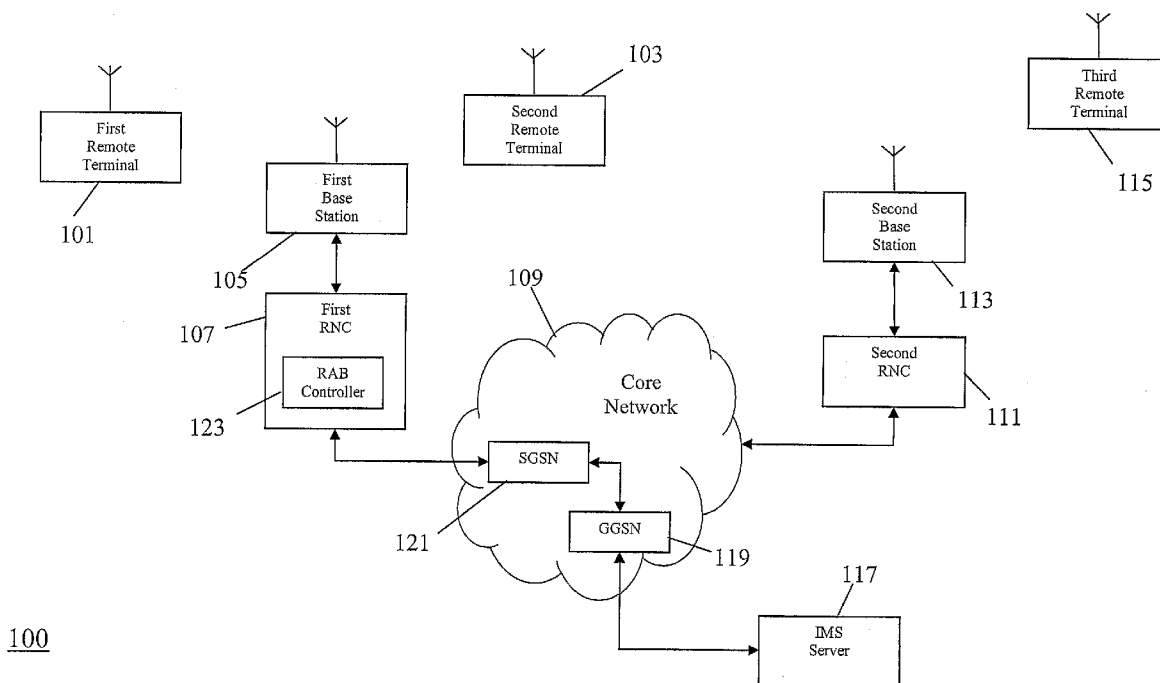 103
First
Remote
Terminal
101
Second
Remote
Terminal
Third
Remote
Terminal
115
First
Base
Station
105
Second
Base
Station
113
107
First
RNC
RAB
Controller
123
109
Core
Network
Second
RNC
111
SGSN
121
GGSN
119
117
IMS
Server
100